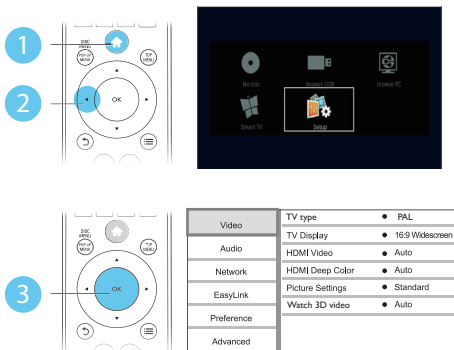 1
DISC
MENU
POP-UP
MENU
TOP
MENU
2
OK
No disc
browse USB
browse PC
Smart TV
Setup
DISC
MENU
POP-UP
MENU
TOP
MENU
3
OK
Video
Audio
Network
EasyLink
Preference
Advanced
TV type ● PAL
TV Display ● 16:9 Widescreen
HDMI Video ● Auto
HDMI Deep Color ● Auto
Picture Settings ● Standard
Watch 3D video ● Auto